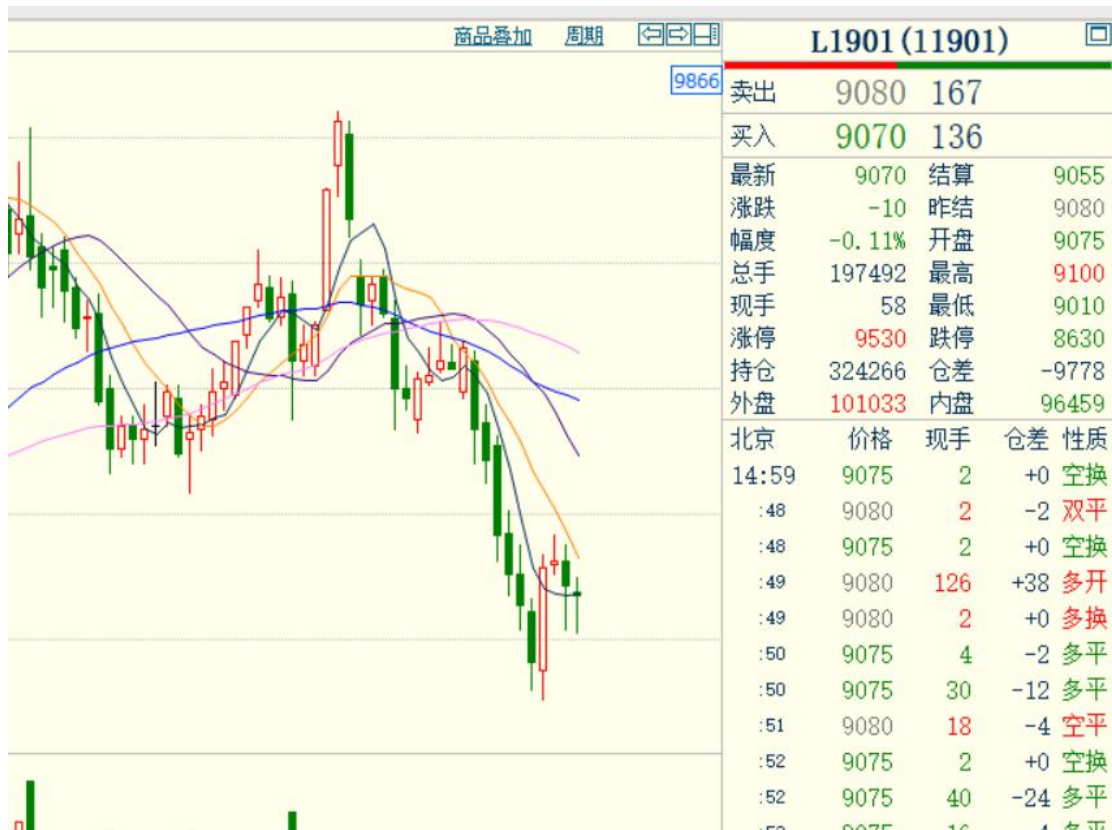 商品叠加 周期
L1901(11901)
9866
卖出 9080 167
买入 9070 136
最新 9070 结算 9055
涨跌 -10 昨结 9080
幅度 -0.11% 开盘 9075
总手 197492 最高 9100
现手 58 最低 9010
涨停 9530 跌停 8630
持仓 324266 仓差 -9778
外盘 101033 内盘 96459
北京 价格 现手 仓差 性质
14:59 9075 2 +0 空换
:48 9080 2 -2 双平
:48 9075 2 +0 空换
:49 9080 126 +38 多开
:49 9080 2 +0 多换
:50 9075 4 -2 多平
:50 9075 30 -12 多平
:51 9080 18 -4 空平
:52 9075 2 +0 空换
:52 9075 40 -24 多平